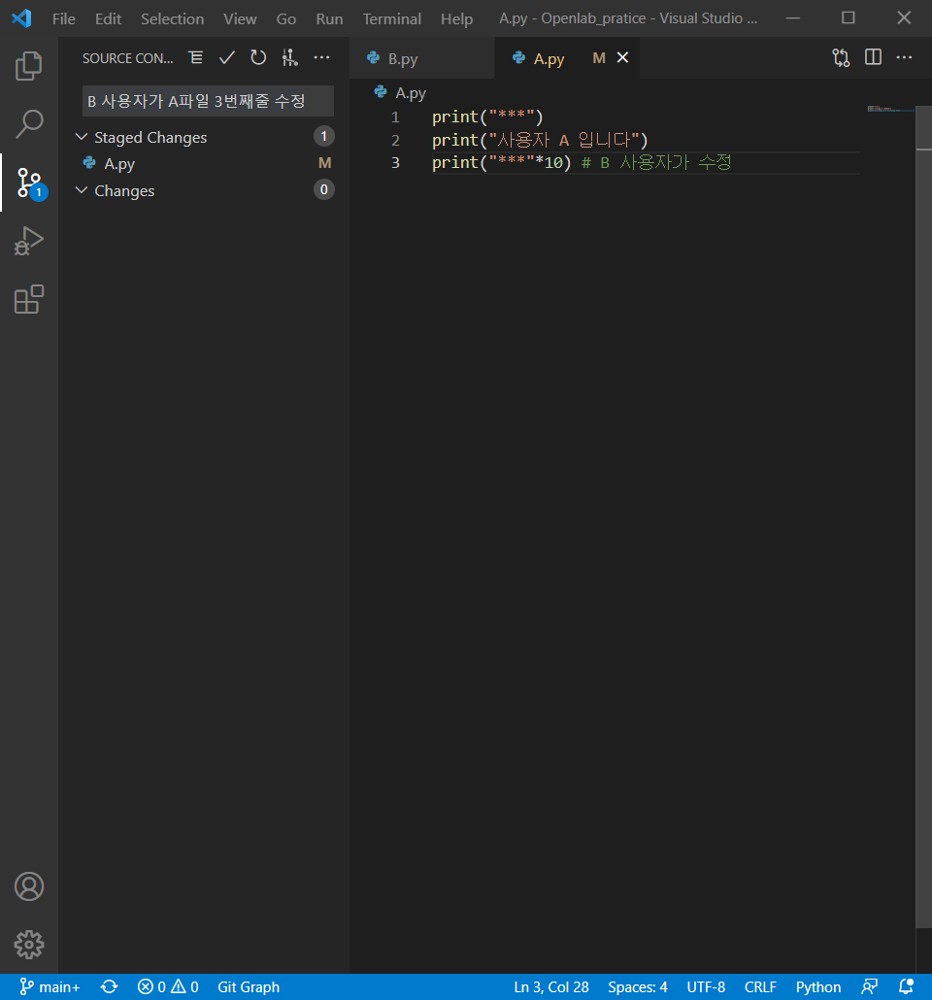 File Edit Selection View Go Run Terminal Help A.py - Openlab_pratice - Visual Studio ...
SOURCE CON...
B 사용자가 A파일 3번째줄 수정
Staged Changes 1
A.py M
Changes 0
1
B.py A.py M
A.py
1 print("***")
2 print("사용자 A 입니다")
3 print("***"*10) # B 사용자가 수정
main+ 0 0 Git Graph Ln 3, Col 28 Spaces: 4 UTF-8 CRLF Python